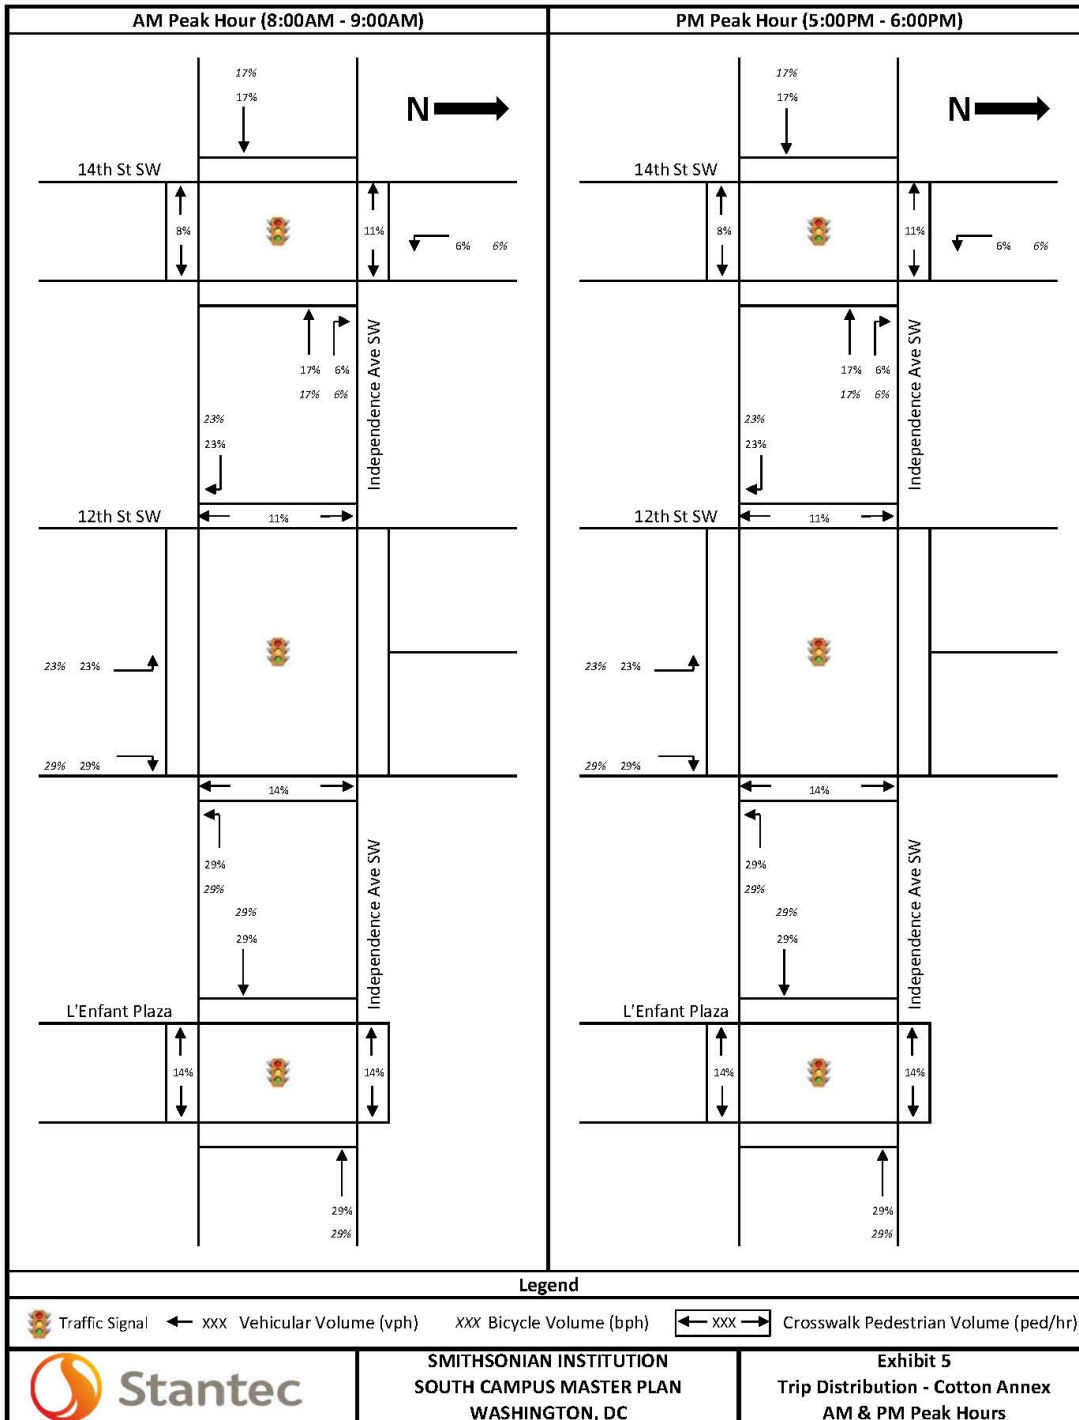 AM Peak Hour (8:00AM - 9:00AM)
17%
17%
N
14th St SW
8%
11%
6% 6%
17% 6%
17% 6%
Independence Ave SW
23%
23%
12th St SW
11%
23% 23%
29% 29%
14%
29%
29%
Independence Ave SW
29%
29%
L'Enfant Plaza
14%
14%
29%
29%
PM Peak Hour (5:00PM - 6:00PM)
17%
17%
N
14th St SW
8%
11%
6% 6%
17% 6%
17% 6%
Independence Ave SW
23%
23%
12th St SW
11%
23% 23%
29% 29%
14%
29%
29%
Independence Ave SW
29%
29%
L'Enfant Plaza
14%
14%
29%
29%
Legend
Traffic Signal
XXX Vehicular Volume (vph)
XXX Bicycle Volume (bph)
XXX Crosswalk Pedestrian Volume (ped/hr)
Stantec
SMITHSONIAN INSTITUTION
SOUTH CAMPUS MASTER PLAN
WASHINGTON, DC
Exhibit 5
Trip Distribution - Cotton Annex
AM & PM Peak Hours